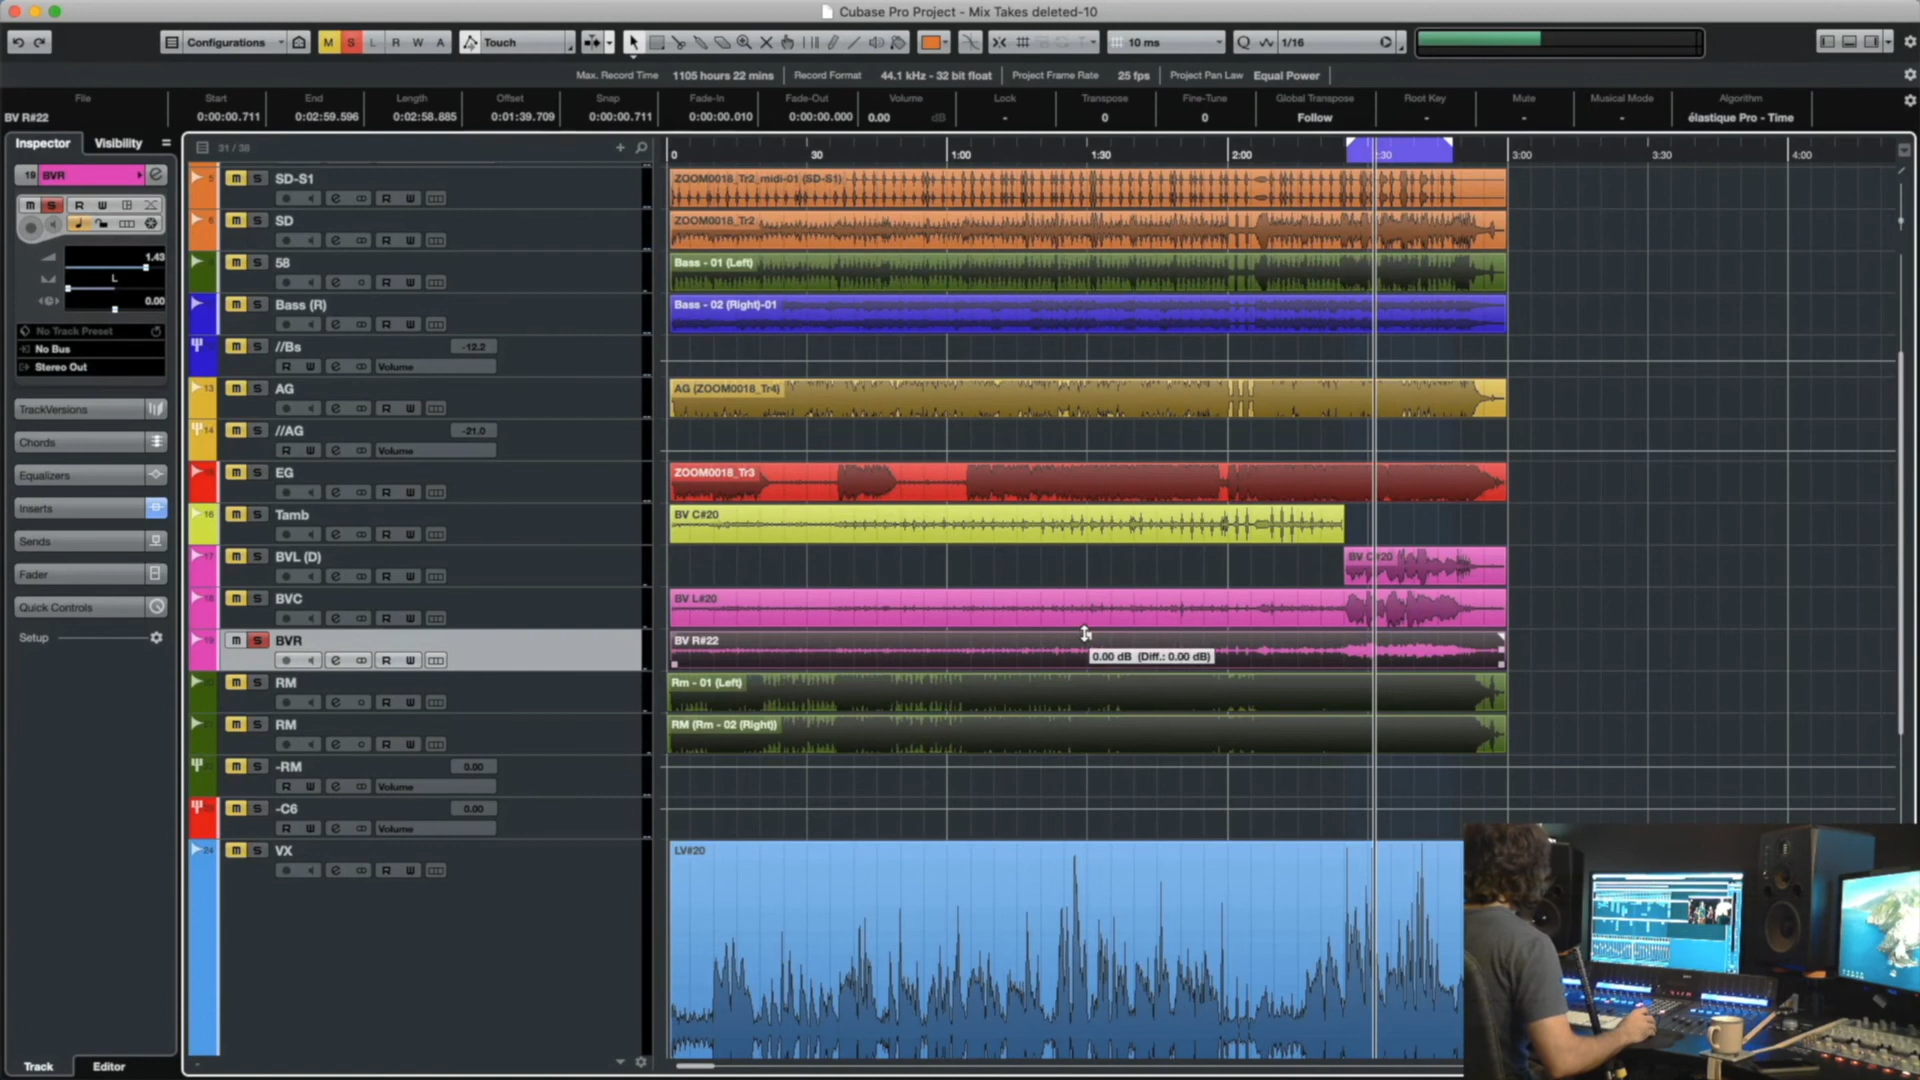 Cubase Pro Project - Mix Takes deleted-10
Configurations
M S L R W A
Touch
10 ms
Q
1/16
Max. Record Time 1105 hours 22 mins Record Format 44.1 kHz - 32 bit float Project Frame Rate 25 fps Project Pan Law Equal Power
File Start End Length Offset Snap Fade-In Fade-Out Volume Lock Transpose Fine-Tune Global Transpose Root Key Mute Musical Mode Algorithm
BV R#22 0:00:00.711 0:02:59.596 0:02:58.885 0:01:39.709 0:00:00.711 0:00:00.010 0:00:00.000 0.00 dB - 0 0 Follow - - - élastique Pro - Time
Inspector Visibility
31 / 38
0 30 1:00 1:30 2:00 2:30 3:00 3:30 4:00
19 BVR
m S R W
1.43
L
0.00
No Track Preset
No Bus
Stereo Out
TrackVersions
Chords
Equalizers
Inserts
Sends
Fader
Quick Controls
Setup
5 m S SD-S1
R W
ZOOM0018_Tr2_midi-01 (SD-S1)
6 m S SD
R W
ZOOM0018_Tr2
m S 58
R W
Bass - 01 (Left)
m S Bass (R)
R W
Bass - 02 (Right)-01
m S //Bs -12.2
R W Volume
13 m S AG
R W
AG (ZOOM0018_Tr4)
14 m S //AG -21.0
R W Volume
m S EG
R W
ZOOM0018_Tr3
16 m S Tamb
R W
BV C#20
17 m S BVL (D)
R W
BV C#20
18 m S BVC
R W
BV L#20
19 m S BVR
R W
BV R#22
0.00 dB (Diff.: 0.00 dB)
m S RM
R W
Rm - 01 (Left)
m S RM
R W
RM (Rm - 02 (Right))
m S -RM 0.00
R W Volume
m S -C6 0.00
R W Volume
24 m S VX
R W
LV#20
Track Editor